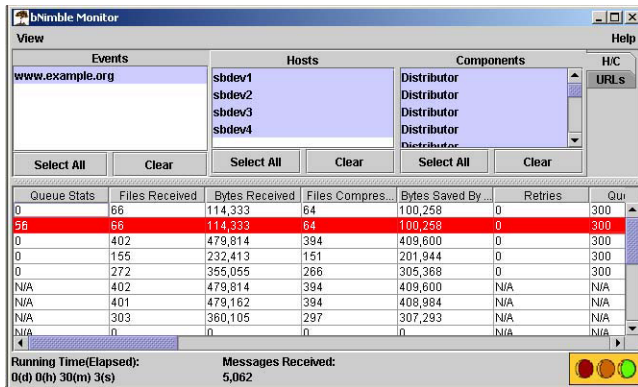 bNimble Monitor
View Help
Events Hosts Components H/C
www.example.org sbdev1 Distributor URLs
sbdev2 Distributor
sbdev3 Distributor
sbdev4 Distributor
Distributor
Select All Clear Select All Clear Select All Clear
Queue Stats Files Received Bytes Received Files Compres... Bytes Saved By ... Retries
0 66 114,333 64 100,258 0 300
56 66 114,333 64 100,258 0 300
0 402 479,814 394 409,600 0 300
0 155 232,413 151 201,944 0 300
0 272 355,055 266 305,368 0 300
N/A 402 479,814 394 409,600 N/A N/A
N/A 401 479,162 394 408,984 N/A N/A
N/A 303 360,105 297 307,293 N/A N/A
N/A 0 0 0 0 N/A N/A
Running Time(Elapsed): Messages Received:
0(d) 0(h) 30(m) 3(s) 5,062